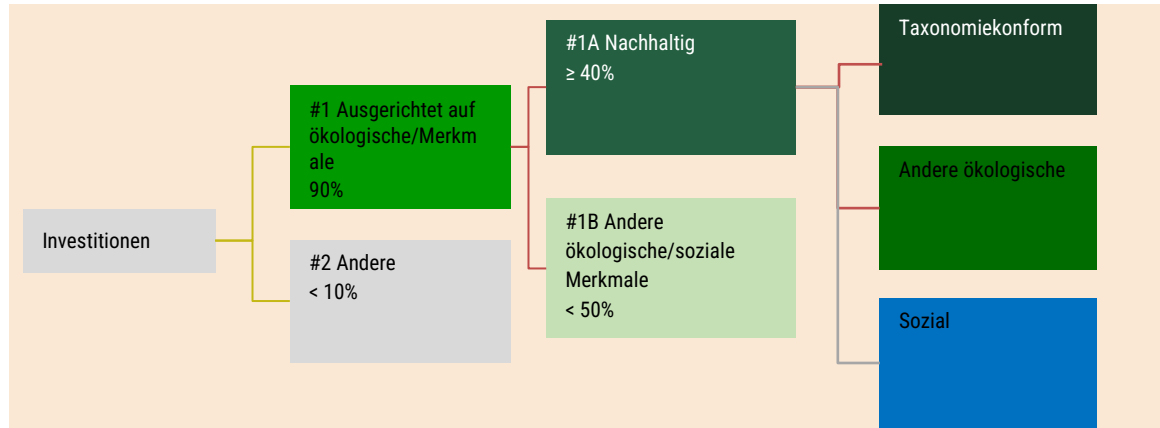 Investitionen
#1 Ausgerichtet auf
ökologische/Merkm
ale
90%
#2 Andere
< 10%
#1A Nachhaltig
≥ 40%
#1B Andere
ökologische/soziale
Merkmale
< 50%
Taxonomiekonform
Andere ökologische
Sozial